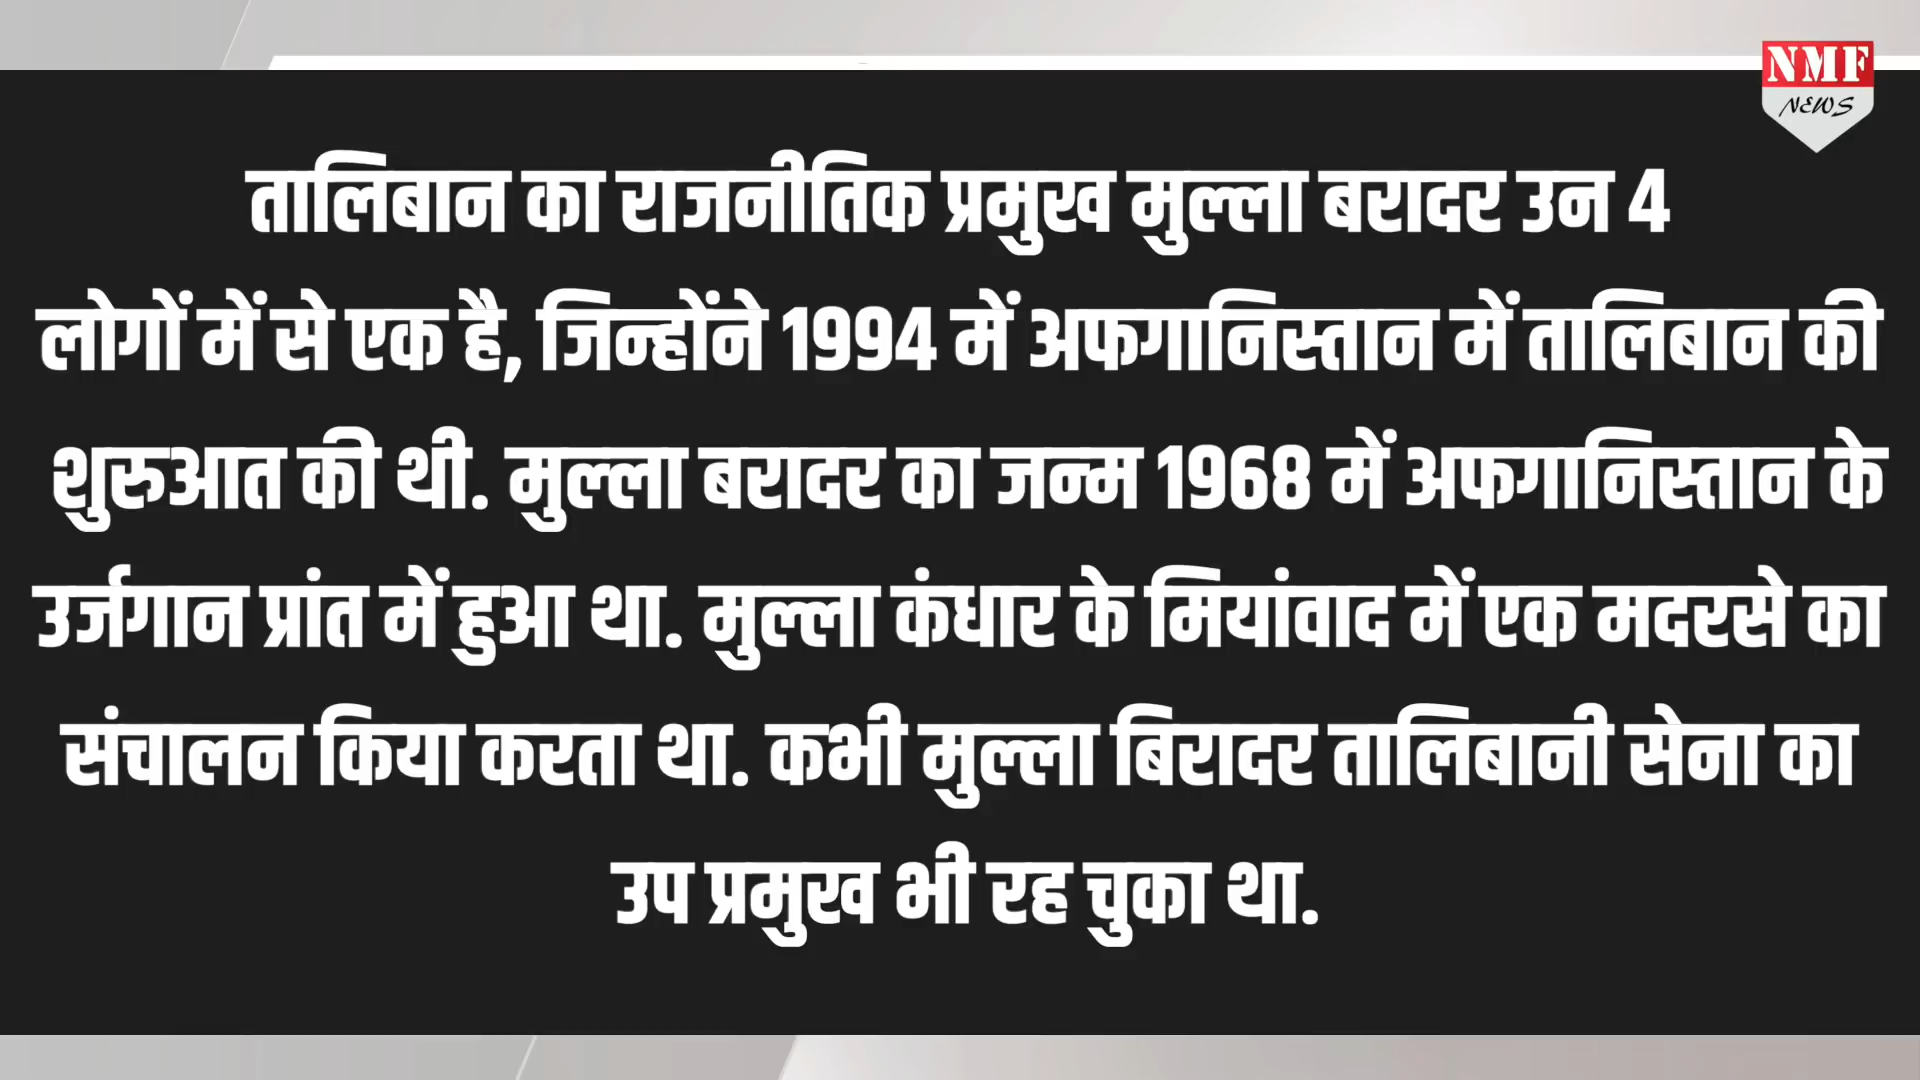 NMF
NEWS
तालिबान का राजनीतिक प्रमुख मुल्ला बरादर उन 4
लोगों में से एक है, जिन्होंने 1994 में अफगानिस्तान में तालिबान की
शुरुआत की थी. मुल्ला बरादर का जन्म 1968 में अफगानिस्तान के
उर्जगान प्रांत में हुआ था. मुल्ला कंधार के मियांवाद में एक मदरसे का
संचालन किया करता था. कभी मुल्ला बिरादर तालिबानी सेना का
उप प्रमुख भी रह चुका था.